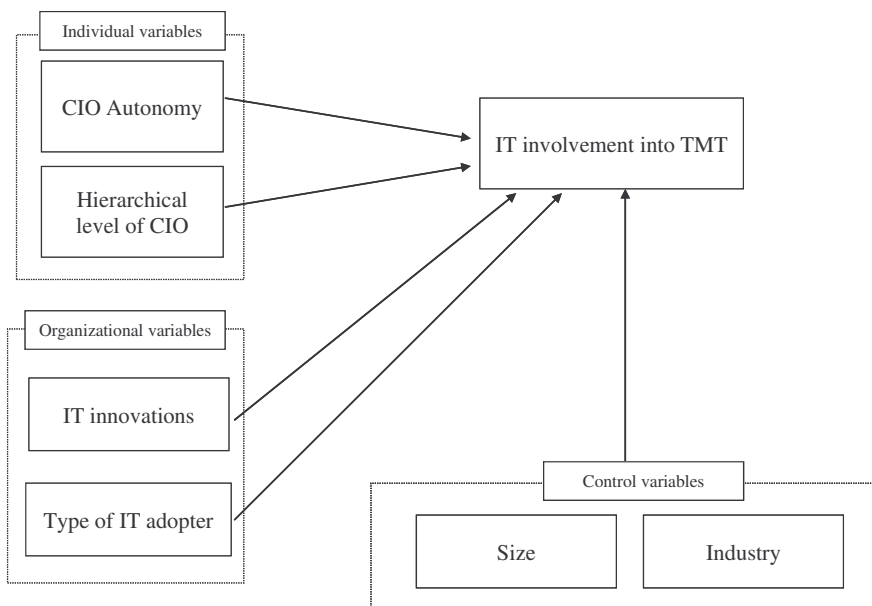 Individual variables
CIO Autonomy
Hierarchical
level of CIO
IT involvement into TMT
Organizational variables
IT innovations
Type of IT adopter
Control variables
Size
Industry